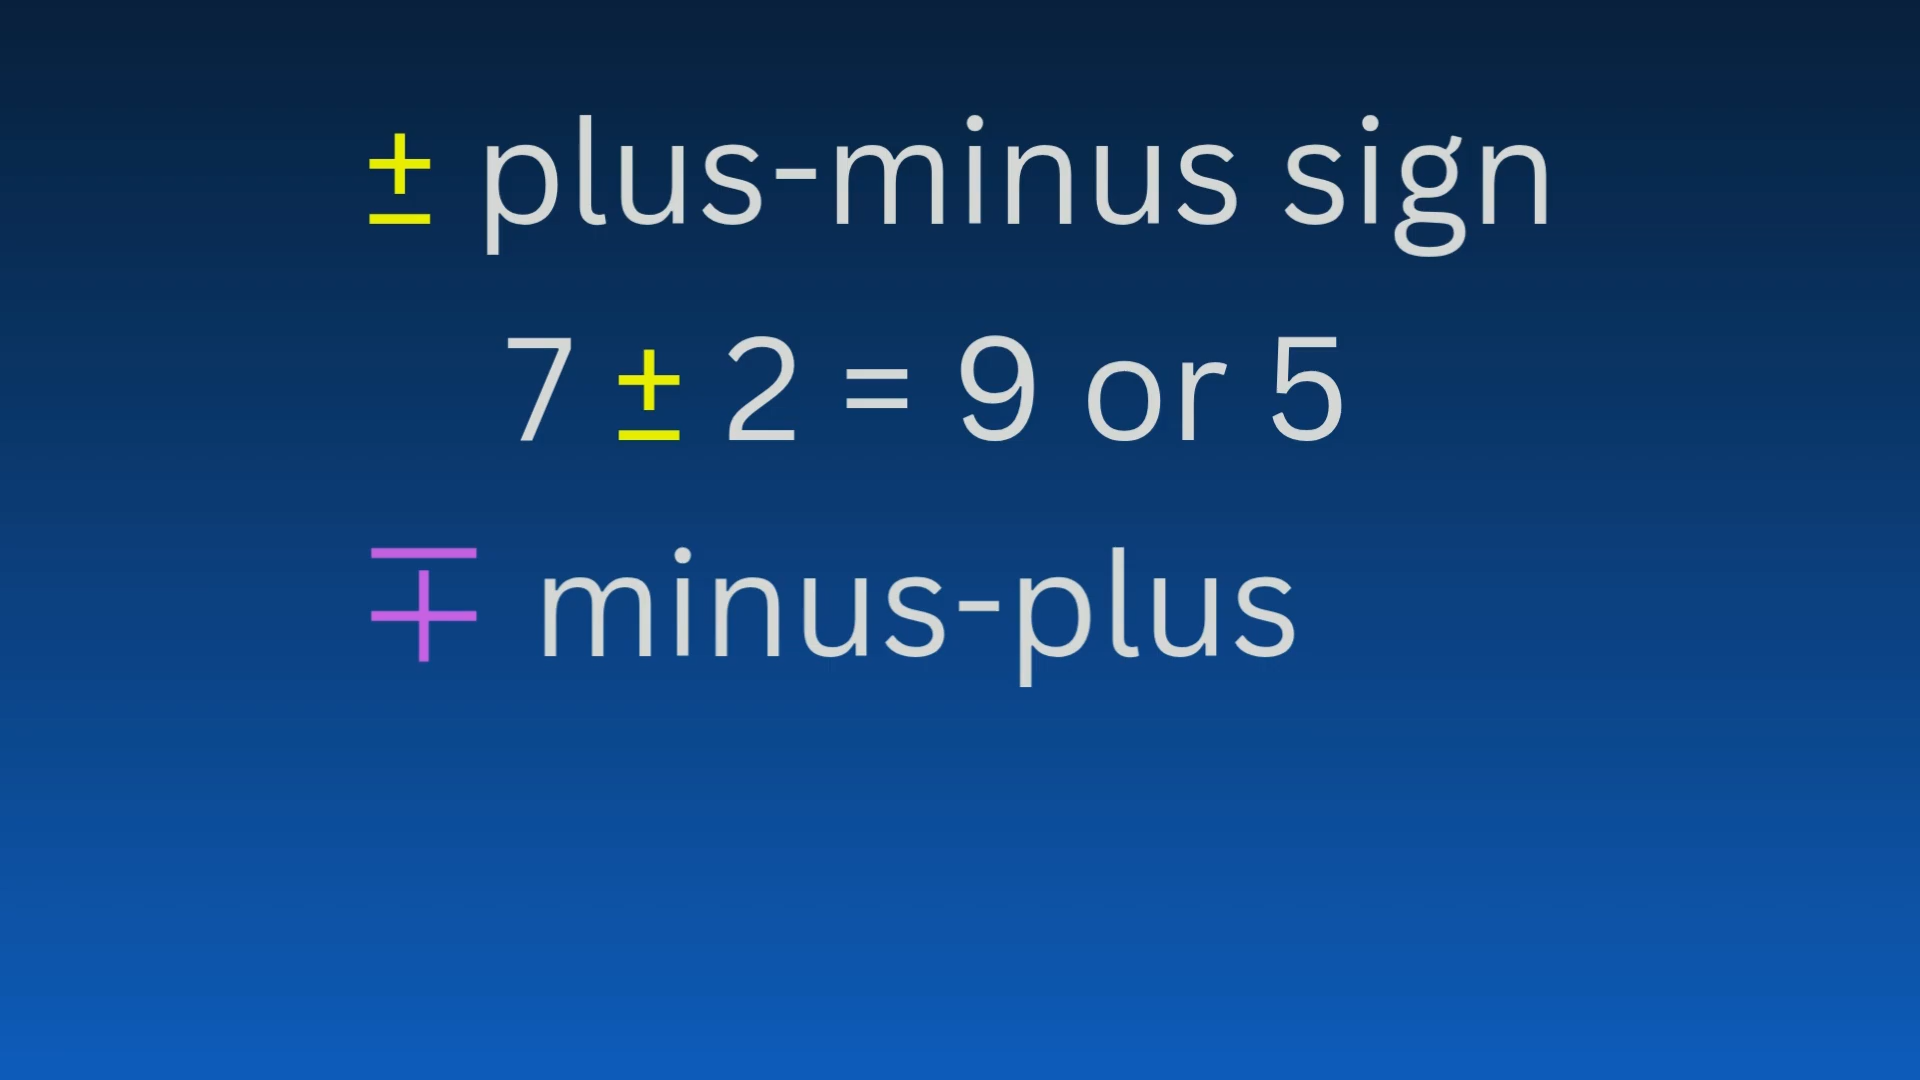 ± plus-minus sign
7 ± 2 = 9 or 5
∓ minus-plus